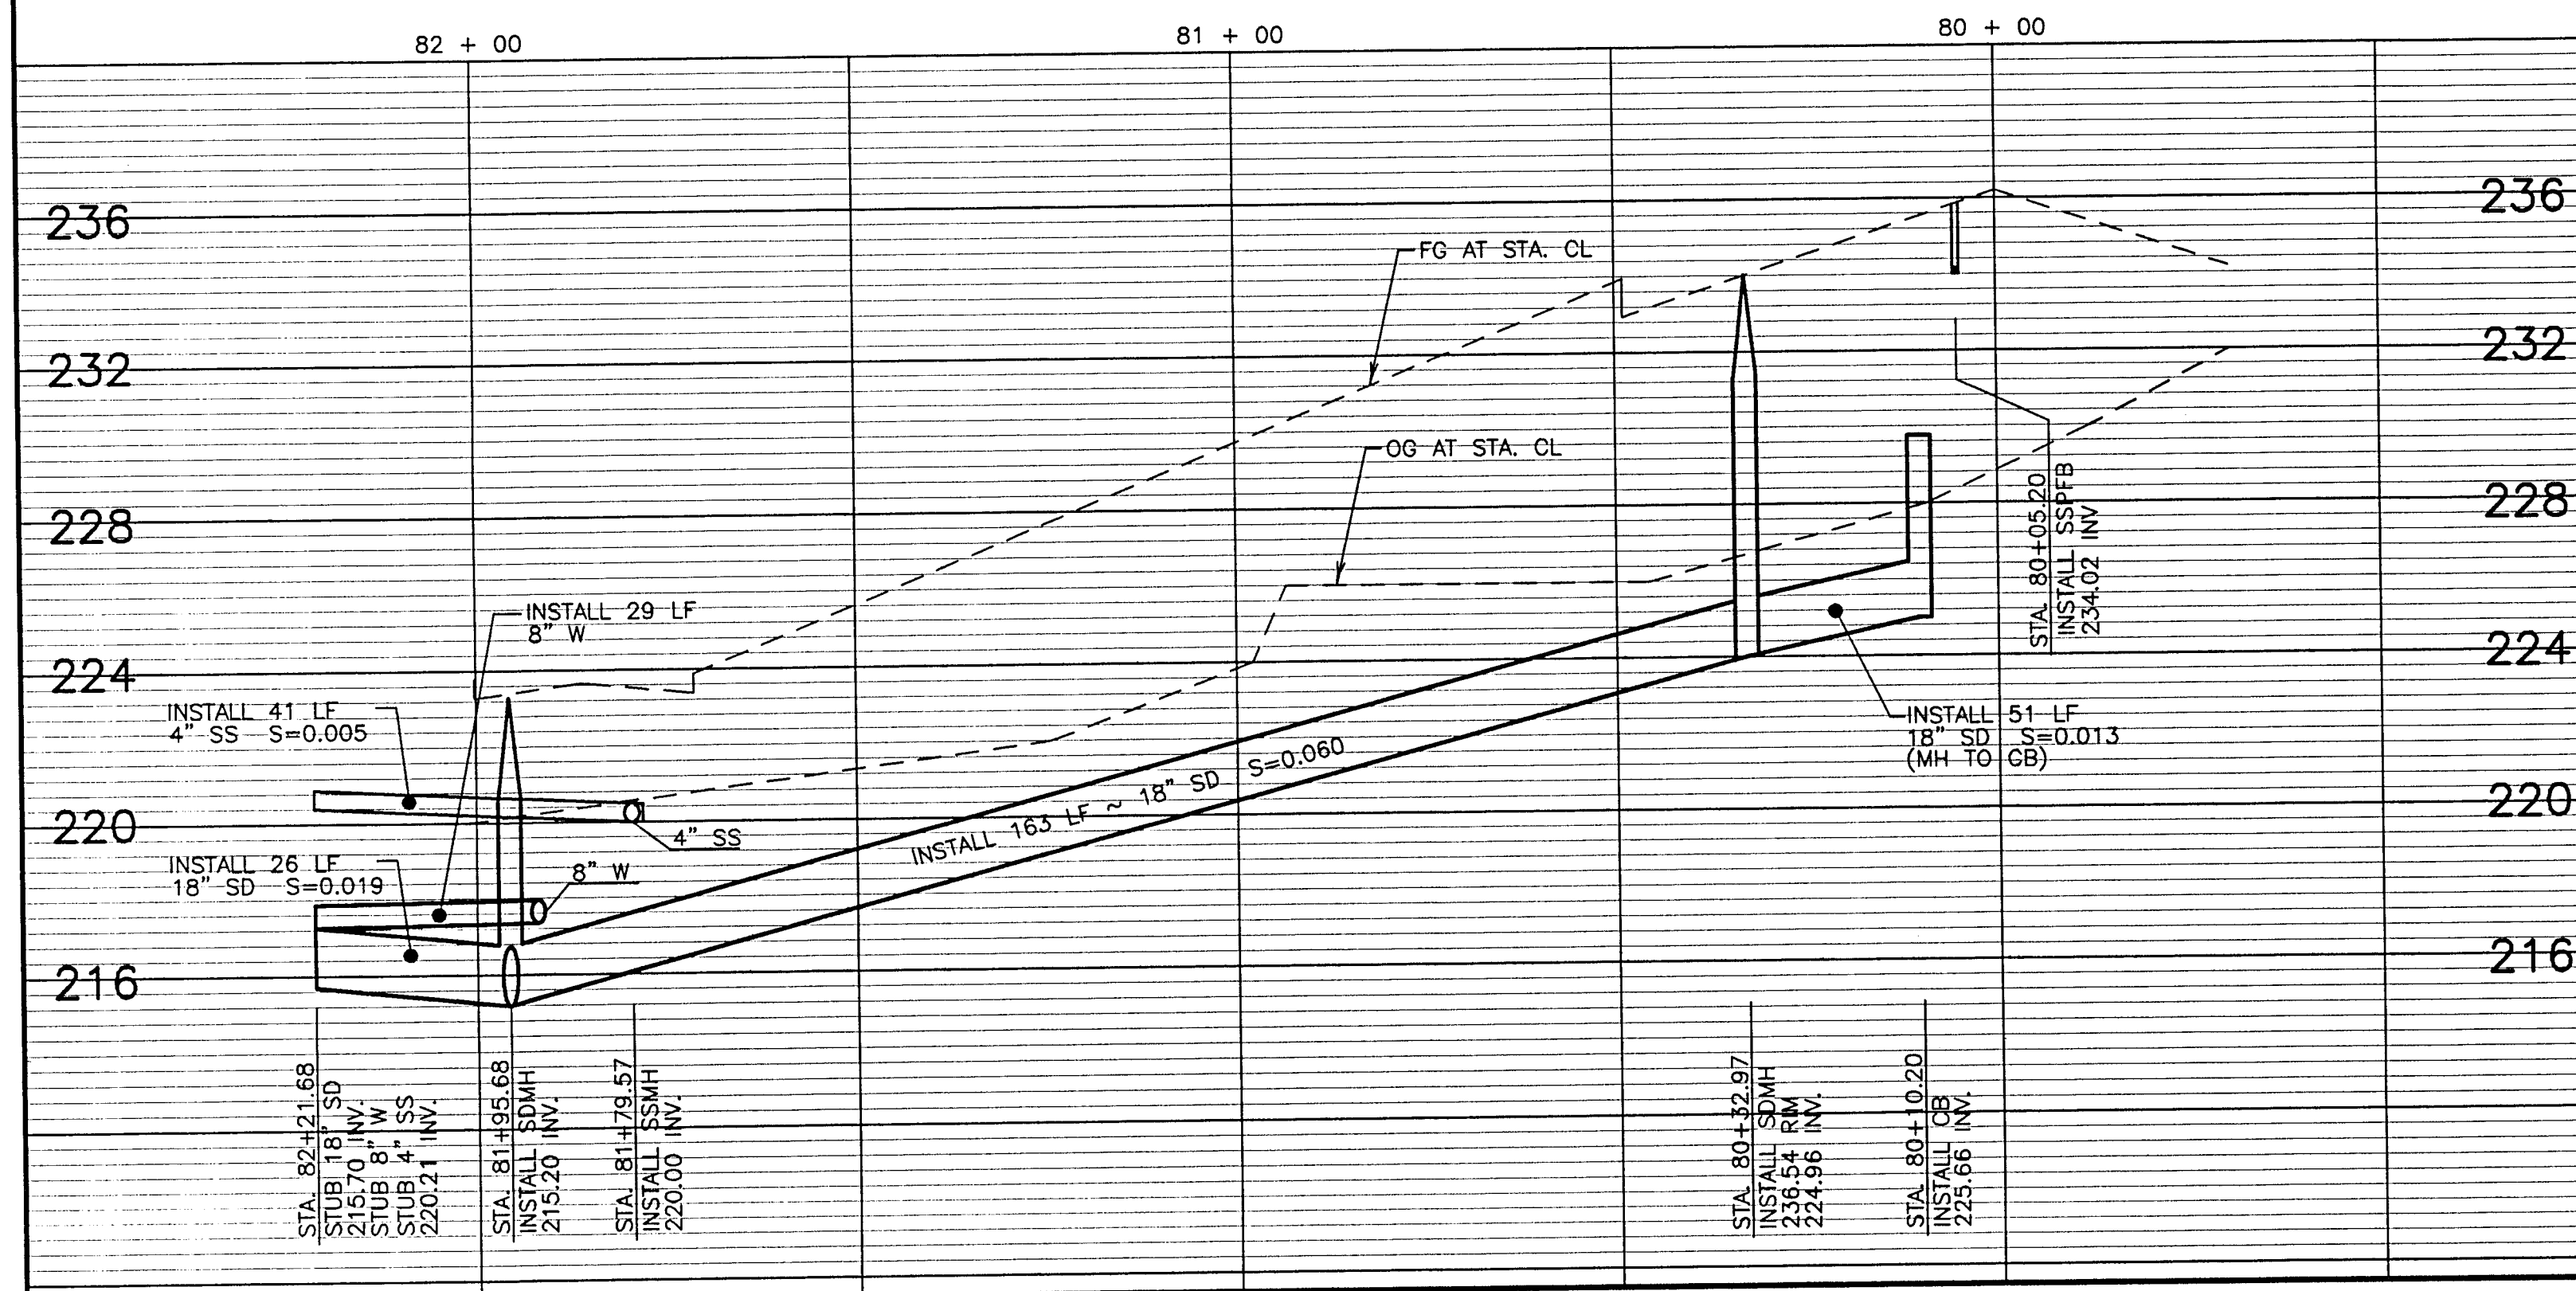 82 + 00
81 + 00
80 + 00
236
236
FG AT STA. CL
232
232
OG AT STA. CL
228
228
STA. 80+05.20
INSTALL SSPFB
234.02 INV
INSTALL 29 LF
8" W
224
224
INSTALL 41 LF
4" SS S=0.005
INSTALL 51 LF
18" SD S=0.013
(MH TO CB)
INSTALL 163 LF ~ 18" SD S=0.060
220
220
4" SS
INSTALL 26 LF
18" SD S=0.019
8" W
216
216
STA. 82+21.68
STUB 18" SD
215.70 INV.
STUB 8" W
STUB 4" SS
220.21 INV.
STA. 81+95.68
INSTALL SDMH
215.20 INV.
STA. 81+79.57
INSTALL SSMH
220.00 INV.
STA. 80+32.97
INSTALL SDMH
236.54 RIM
224.96 INV.
STA. 80+10.20
INSTALL CB
225.66 INV.